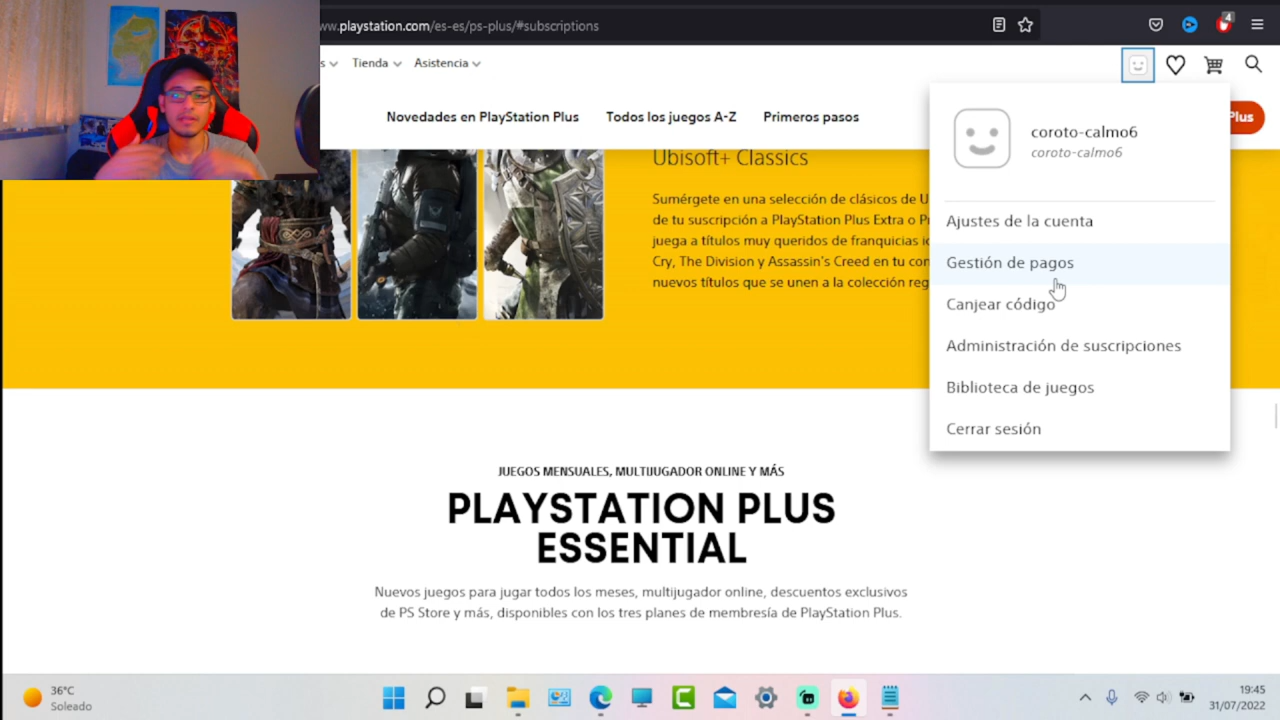 ww.playstation.com/es-es/ps-plus/#subscriptions
4
s Tienda Asistencia
Novedades en PlayStation Plus Todos los juegos A-Z Primeros pasos
Plus
coroto-calmo6
coroto-calmo6
Ajustes de la cuenta
Gestión de pagos
Canjear código
Administración de suscripciones
Biblioteca de juegos
Cerrar sesión
Ubisoft+ Classics
Sumérgete en una selección de clásicos de U
de tu suscripción a PlayStation Plus Extra o Pr
juega a títulos muy queridos de franquicias ic
Cry, The Division y Assassin's Creed en tu con
nuevos títulos que se unen a la colección reg
JUEGOS MENSUALES, MULTIJUGADOR ONLINE Y MÁS
PLAYSTATION PLUS
ESSENTIAL
Nuevos juegos para jugar todos los meses, multijugador online, descuentos exclusivos
de PS Store y más, disponibles con los tres planes de membresía de PlayStation Plus.
36°C
Soleado
19:45
31/07/2022